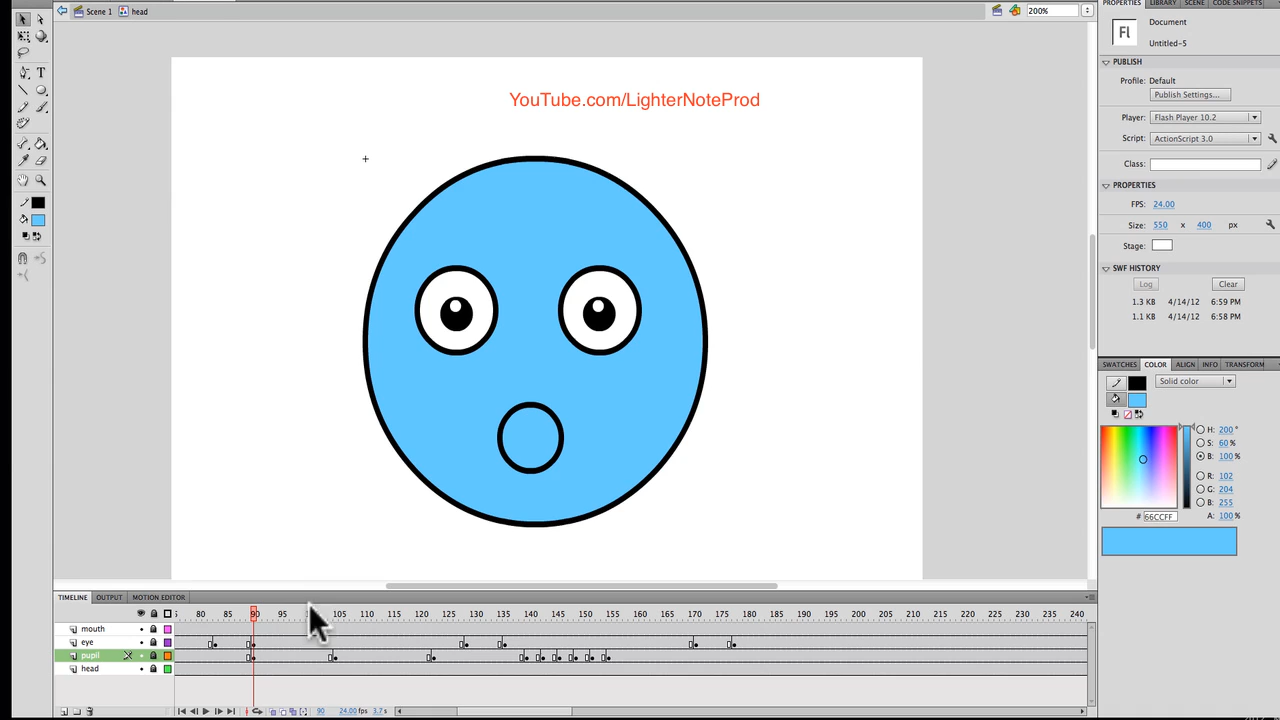 Scene 1 head 200%
YouTube.com/LighterNoteProd
PROPERTIES LIBRARY SCENE CODE SNIPPETS
Fl Document
Untitled-5
PUBLISH
Profile: Default
Publish Settings...
Player: Flash Player 10.2
Script: ActionScript 3.0
Class:
PROPERTIES
FPS: 24.00
Size: 550 x 400 px
Stage:
SWF HISTORY
Log Clear
1.3 KB 4/14/12 6:59 PM
1.1 KB 4/14/12 6:58 PM
SWATCHES COLOR ALIGN INFO TRANSFORM
Solid color
H: 200 °
S: 60 %
B: 100 %
R: 102
G: 204
B: 255
# 66CCFF A: 100 %
TIMELINE OUTPUT MOTION EDITOR
80 85 90 95 105 110 115 120 125 130 135 140 145 150 155 160 165 170 175 180 185 190 195 200 205 210 215 220 225 230 235 240
mouth
eye
pupil
head
90 24.00 fps 3.7 s